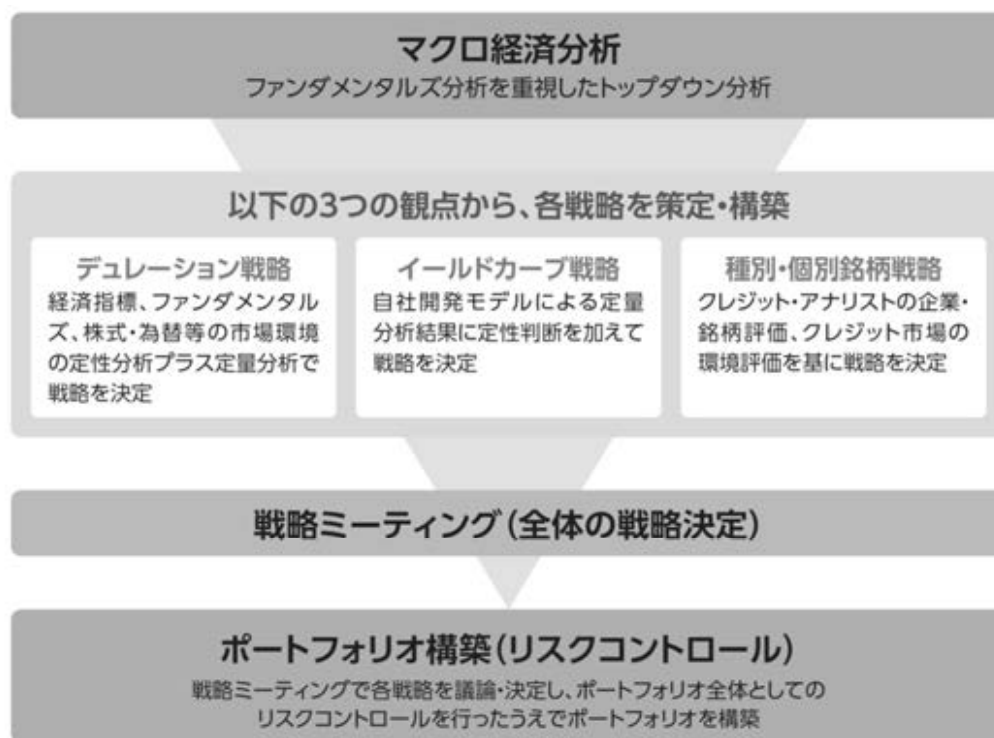 マクロ経済分析
ファンダメンタルズ分析を重視したトップダウン分析
以下の3つの観点から、各戦略を策定・構築
デュレーション戦略
経済指標、ファンダメンタル
ズ、株式・為替等の市場環境
の定性分析プラス定量分析で
戦略を決定
イールドカーブ戦略
自社開発モデルによる定量
分析結果に定性判断を加えて
戦略を決定
種別・個別銘柄戦略
クレジット・アナリストの企業・
銘柄評価、クレジット市場の
環境評価を基に戦略を決定
戦略ミーティング(全体の戦略決定)
ポートフォリオ構築(リスクコントロール)
戦略ミーティングで各戦略を議論・決定し、ポートフォリオ全体としての
リスクコントロールを行ったうえでポートフォリオを構築